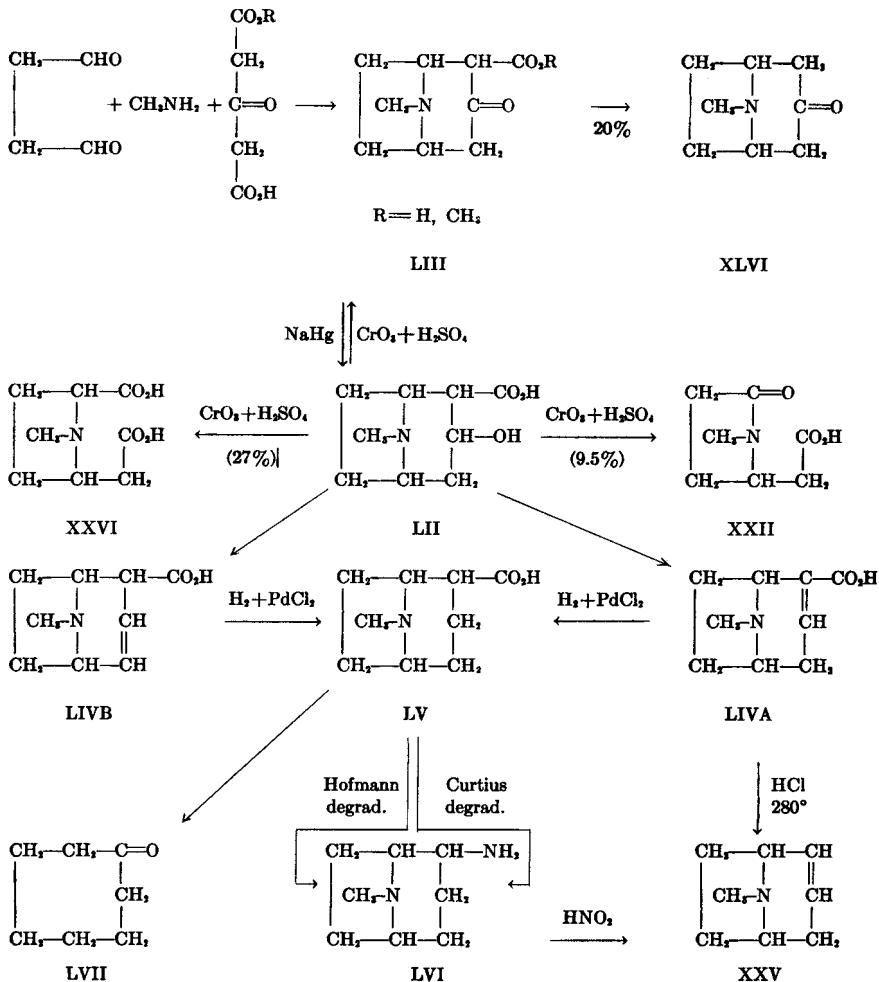 CO₂R
CH₂—CHO CH₂ CH₂—CH—CH—CO₂R CH₂—CH—CH₂
+ CH₃NH₂ + C=O ⟶ CH₃-N C=O ⟶ CH₃-N C=O
20%
CH₂—CHO CH₂ CH₂—CH—CH₂ CH₂—CH—CH₂
CO₂H
R=H, CH₃
LIII XLVI
NaHg CrO₃+H₂SO₄
CH₂—CH—CO₂H CH₂—CH—CH—CO₂H CH₂—C=O
CrO₃+H₂SO₄ CrO₃+H₂SO₄
CH₃-N CO₂H CH₃-N CH—OH CH₃-N CO₂H
(27%) (9.5%)
CH₂—CH—CH₂ CH₂—CH—CH₂ CH₂—CH—CH₂
XXVI LII XXII
CH₂—CH—CH—CO₂H CH₂—CH—CH—CO₂H CH₂—CH—C—CO₂H
H₂+PdCl₂ H₂+PdCl₂
CH₃-N CH CH₃-N CH₂ CH₃-N CH
CH₂—CH—CH CH₂—CH—CH₂ CH₂—CH—CH₂
LIVB LV LIVA
Hofmann Curtius HCl
degrad. degrad. 280°
CH₂—CH₂—C=O CH₂—CH—CH—NH₂ CH₂—CH—CH
CH₂ CH₃-N CH₂ CH₃-N CH
HNO₂
CH₂—CH₂—CH₂ CH₂—CH—CH₂ CH₂—CH—CH₂
LVII LVI XXV